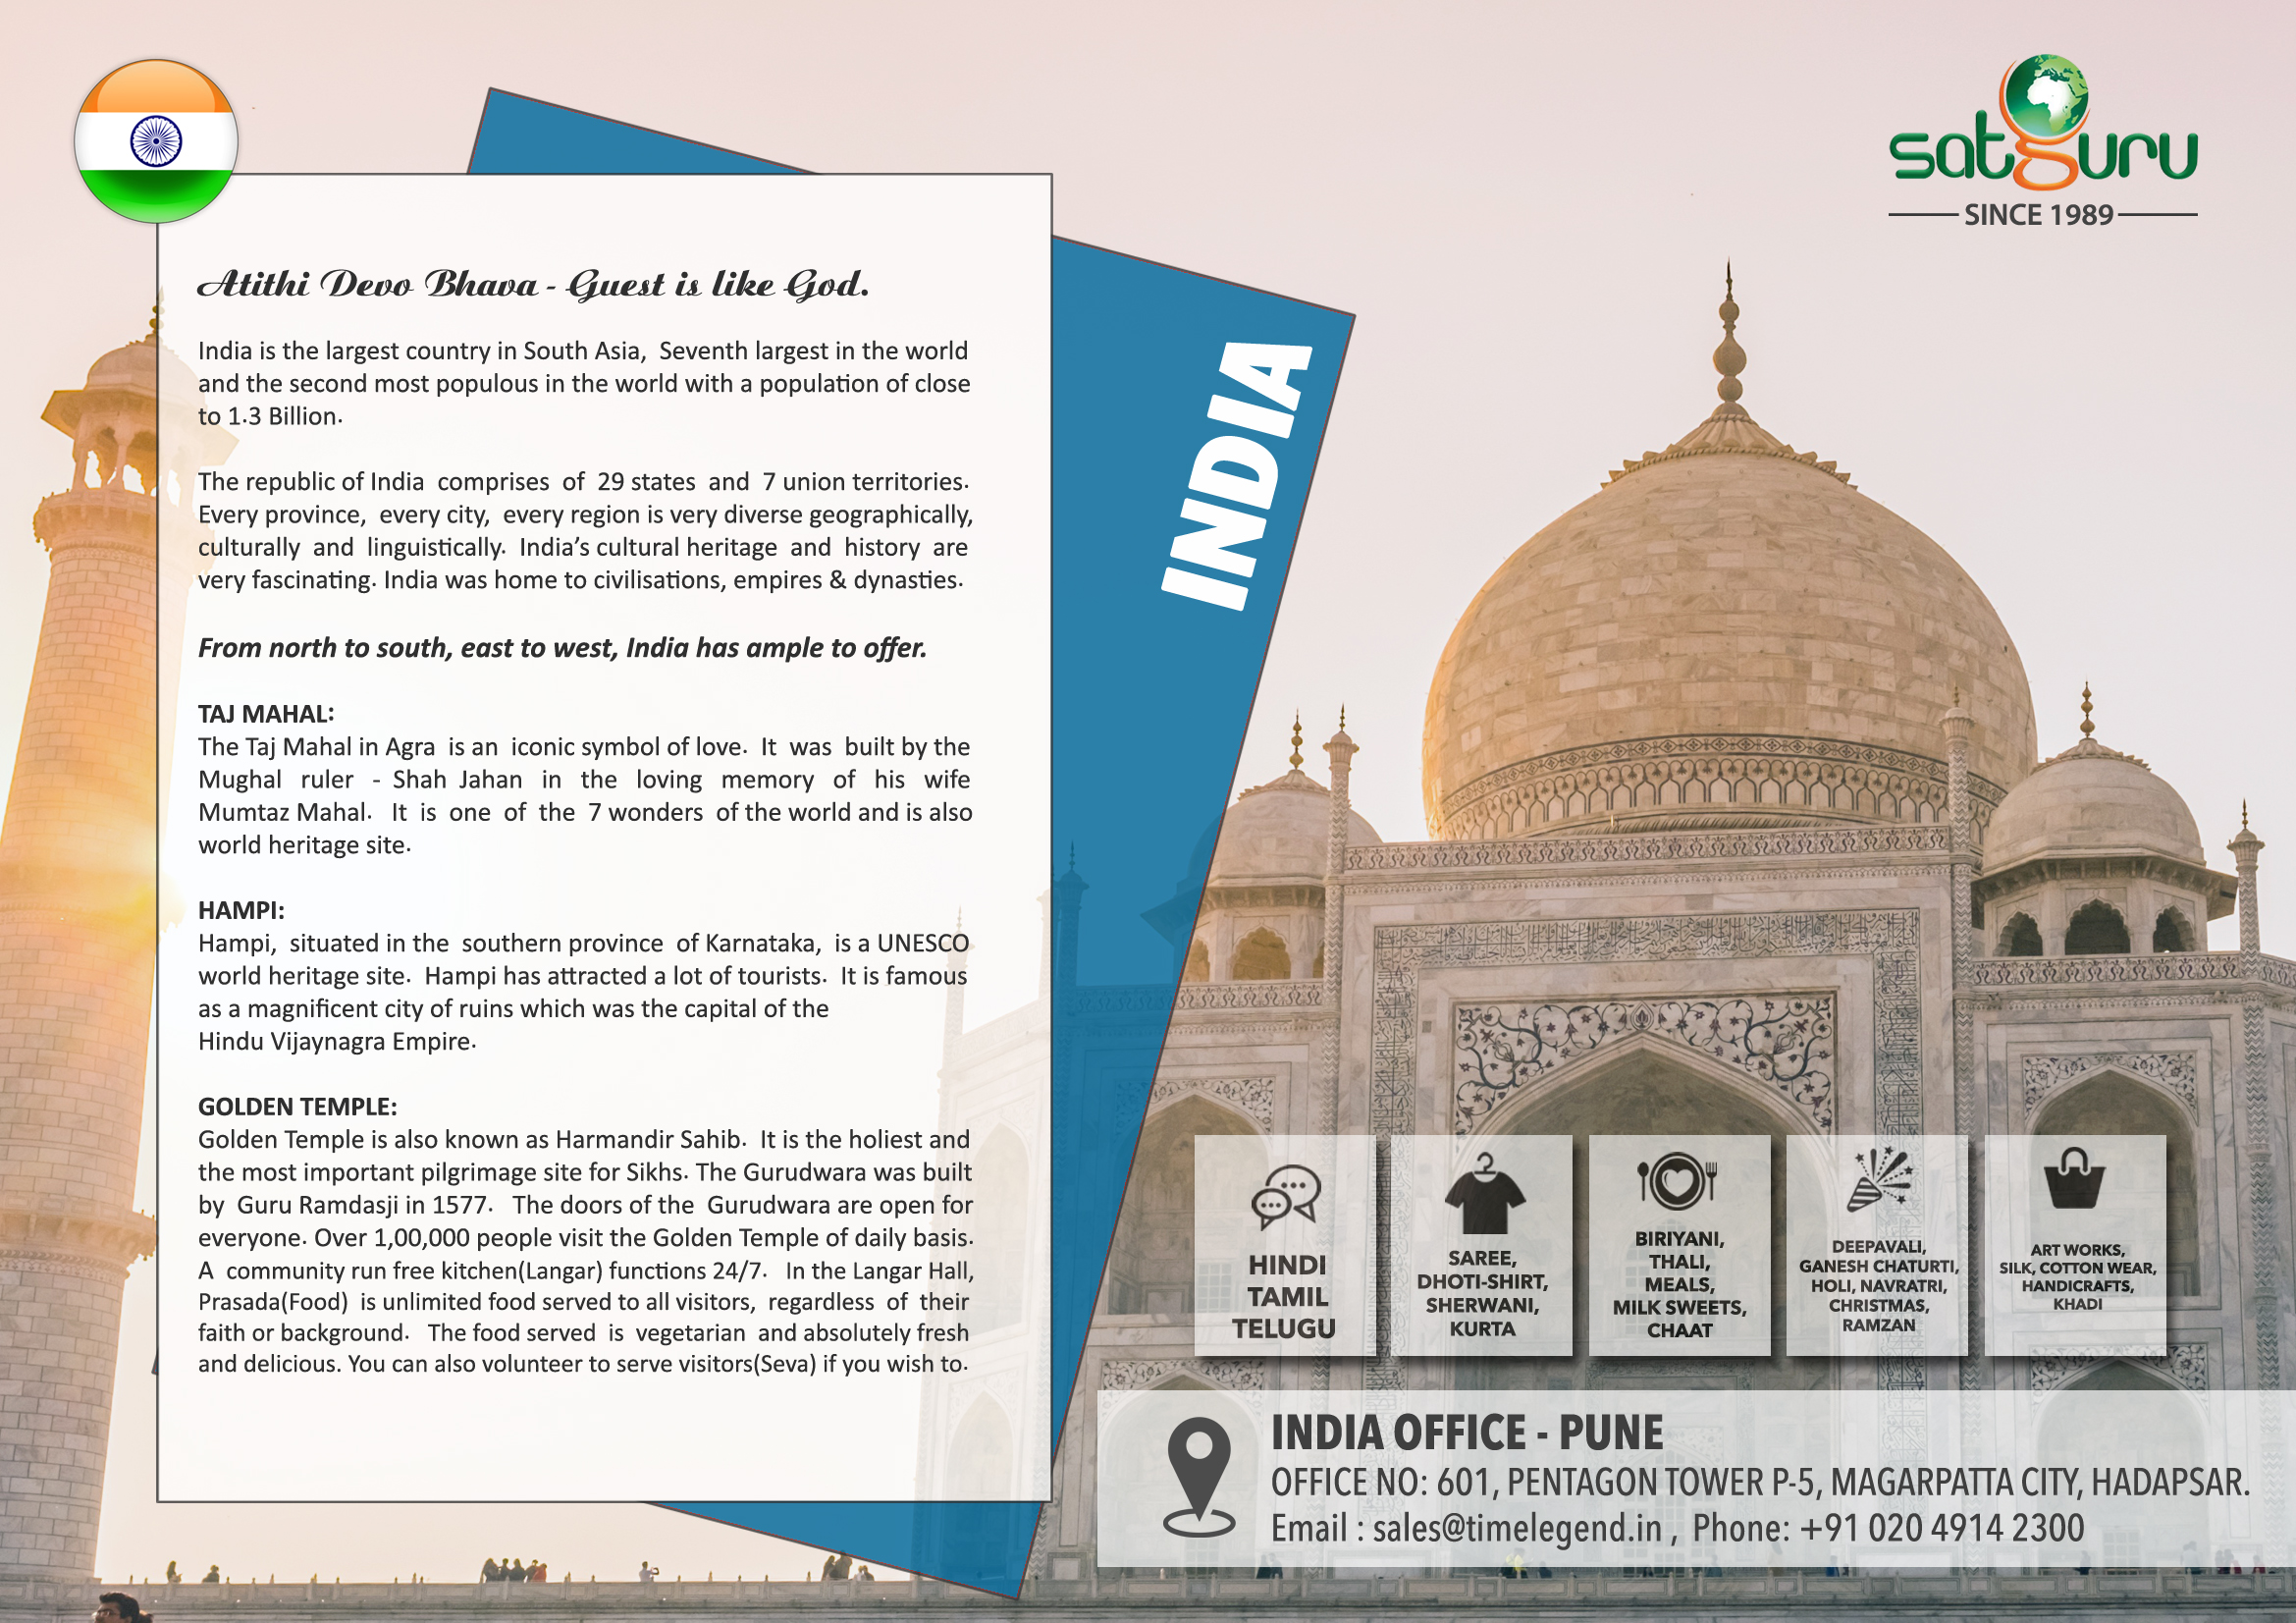 satguru
SINCE 1989
INDIA
Atithi Devo Bhava - Guest is like God.
India is the largest country in South Asia, Seventh largest in the world
and the second most populous in the world with a population of close
to 1.3 Billion.
The republic of India comprises of 29 states and 7 union territories.
Every province, every city, every region is very diverse geographically,
culturally and linguistically. India's cultural heritage and history are
very fascinating. India was home to civilisations, empires & dynasties.
From north to south, east to west, India has ample to offer.
TAJ MAHAL:
The Taj Mahal in Agra is an iconic symbol of love. It was built by the
Mughal ruler - Shah Jahan in the loving memory of his wife
Mumtaz Mahal. It is one of the 7 wonders of the world and is also
world heritage site.
HAMPI:
Hampi, situated in the southern province of Karnataka, is a UNESCO
world heritage site. Hampi has attracted a lot of tourists. It is famous
as a magnificent city of ruins which was the capital of the
Hindu Vijaynagra Empire.
GOLDEN TEMPLE:
Golden Temple is also known as Harmandir Sahib. It is the holiest and
the most important pilgrimage site for Sikhs. The Gurudwara was built
by Guru Ramdasji in 1577. The doors of the Gurudwara are open for
everyone. Over 1,00,000 people visit the Golden Temple of daily basis.
A community run free kitchen(Langar) functions 24/7. In the Langar Hall,
Prasada(Food) is unlimited food served to all visitors, regardless of their
faith or background. The food served is vegetarian and absolutely fresh
and delicious. You can also volunteer to serve visitors(Seva) if you wish to.
HINDI
TAMIL
TELUGU
SAREE,
DHOTI-SHIRT,
SHERWANI,
KURTA
BIRIYANI,
THALI,
MEALS,
MILK SWEETS,
CHAAT
DEEPAVALI,
GANESH CHATURTI,
HOLI, NAVRATRI,
CHRISTMAS,
RAMZAN
ART WORKS,
SILK, COTTON WEAR,
HANDICRAFTS,
KHADI
INDIA OFFICE - PUNE
OFFICE NO: 601, PENTAGON TOWER P-5, MAGARPATTA CITY, HADAPSAR.
Email : sales@timelegend.in , Phone: +91 020 4914 2300